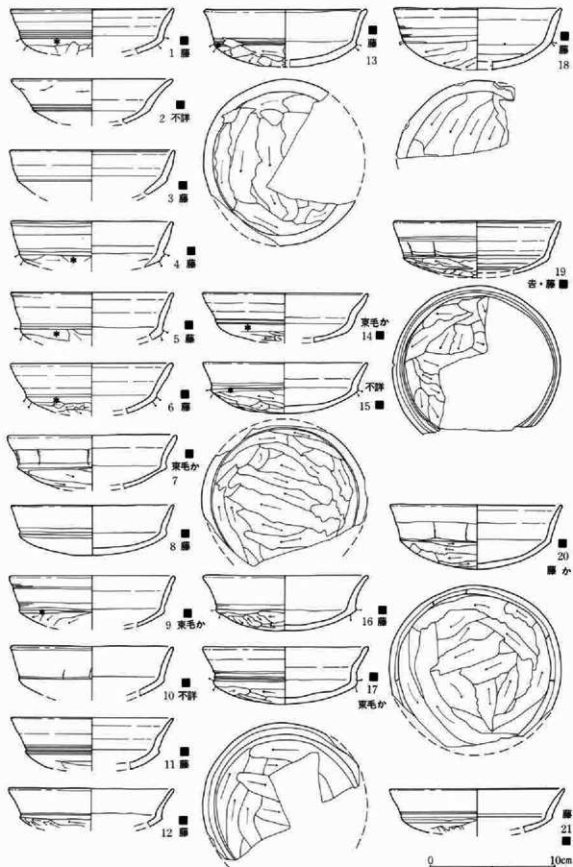 ■
1 藤
■
2 不詳
■
3 藤
■
4 藤
■
5 藤
■
6 藤
■
東毛か
7
■
8 藤
■
9 東毛か
■
10 不詳
■
11 藤
■
12 藤
■
藤
13
東毛か
14 ■
不詳
15 ■
■
16 藤
■
17
東毛か
■
藤
18
19
吉・藤 ■
■
20
藤 か
藤
21
■
0 10cm